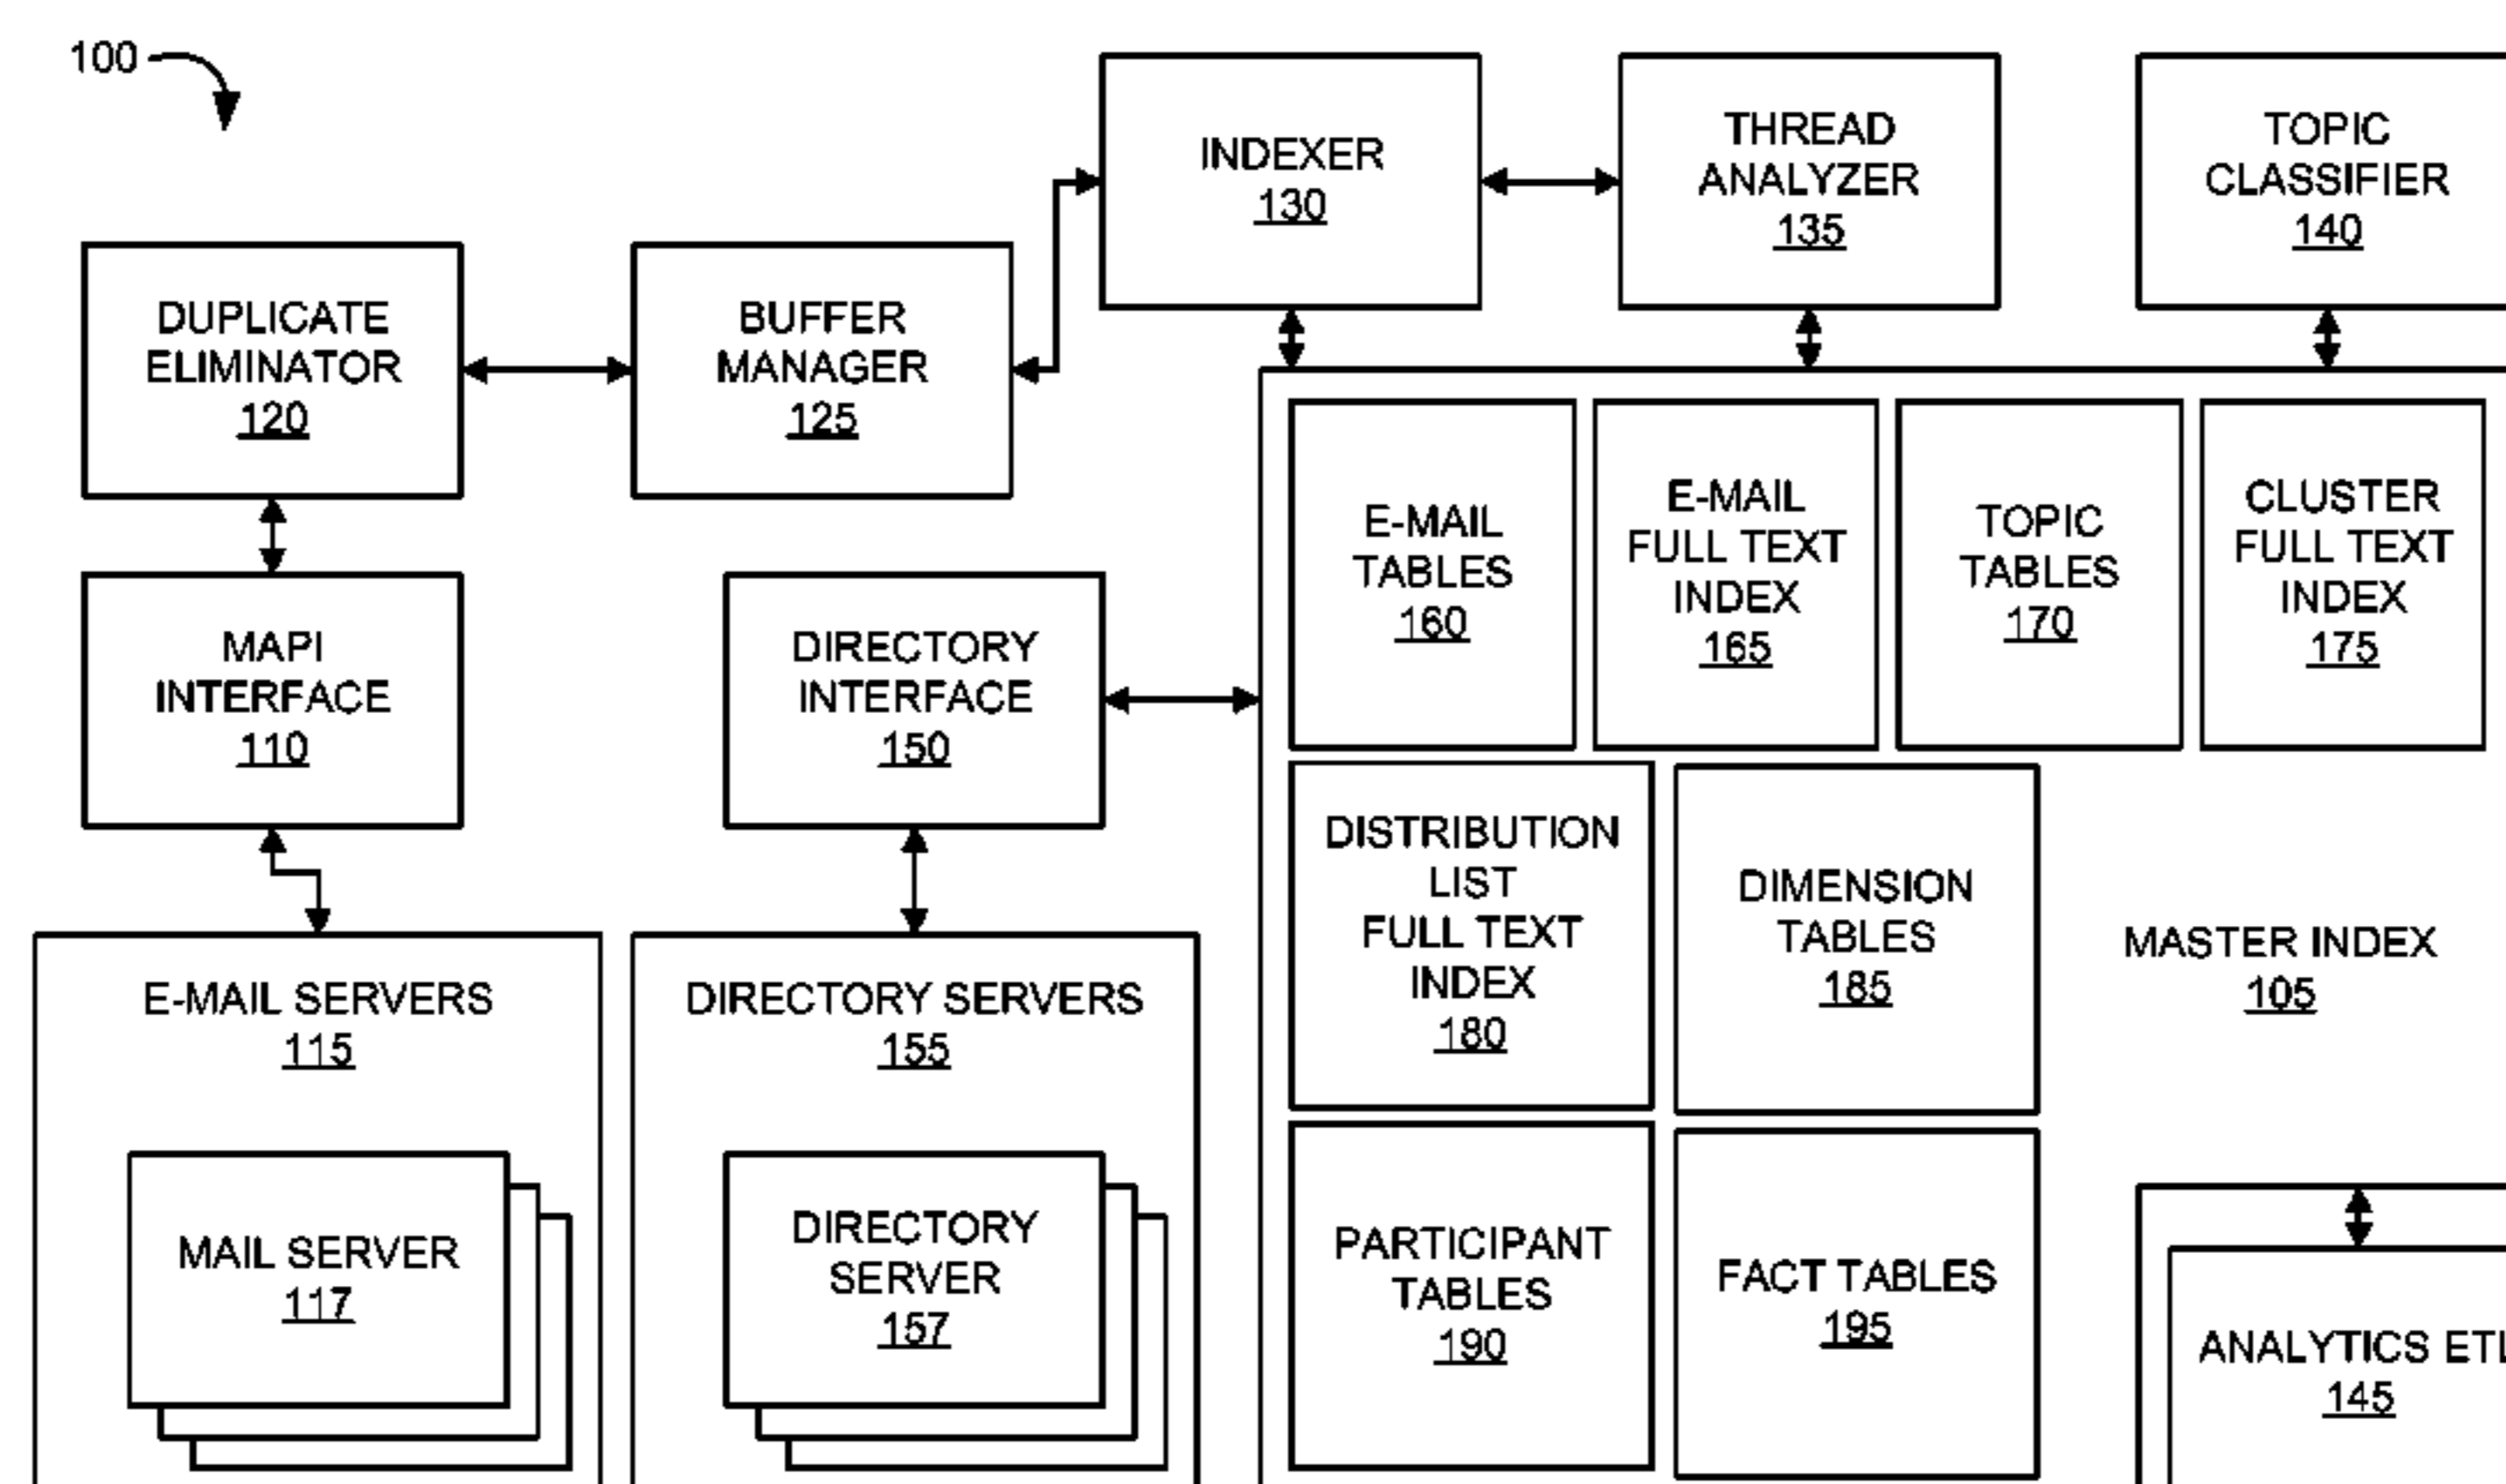 100
INDEXER
130
THREAD
ANALYZER
135
TOPIC
CLASSIFIER
140
DUPLICATE
ELIMINATOR
120
BUFFER
MANAGER
125
MAPI
INTERFACE
110
DIRECTORY
INTERFACE
150
E-MAIL
TABLES
160
E-MAIL
FULL TEXT
INDEX
165
TOPIC
TABLES
170
CLUSTER
FULL TEXT
INDEX
175
DISTRIBUTION
LIST
FULL TEXT
INDEX
180
DIMENSION
TABLES
185
MASTER INDEX
105
E-MAIL SERVERS
115
DIRECTORY SERVERS
155
MAIL SERVER
117
DIRECTORY
SERVER
157
PARTICIPANT
TABLES
190
FACT TABLES
195
ANALYTICS ETL
145